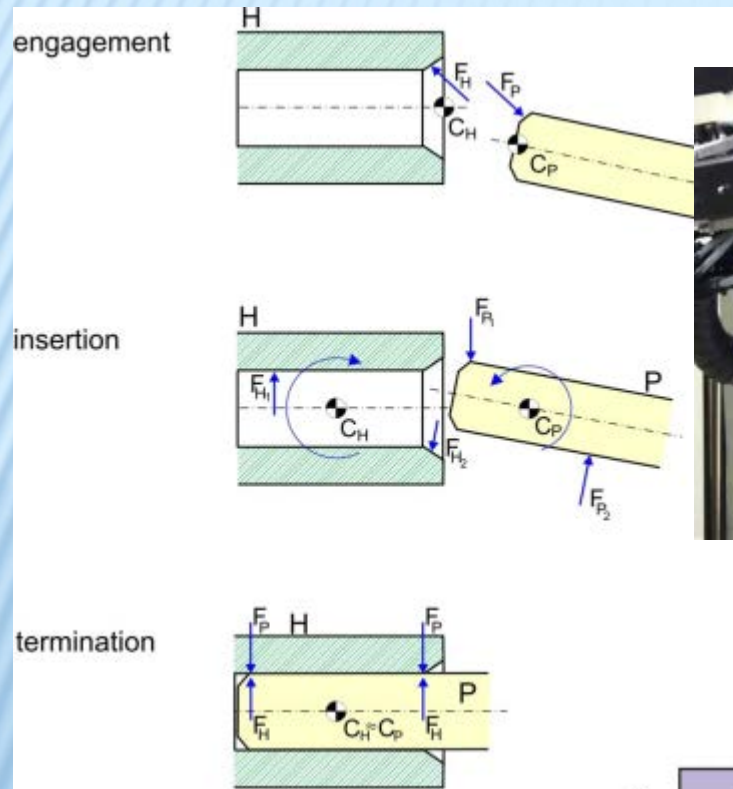 engagement
H
F_H
C_H
F_P
C_P
insertion
H
F_H₁
C_H
F_H₂
F_P₁
P
C_P
F_P₂
termination
F_P
H
F_P
P
F_H
C_H≈C_P
F_H